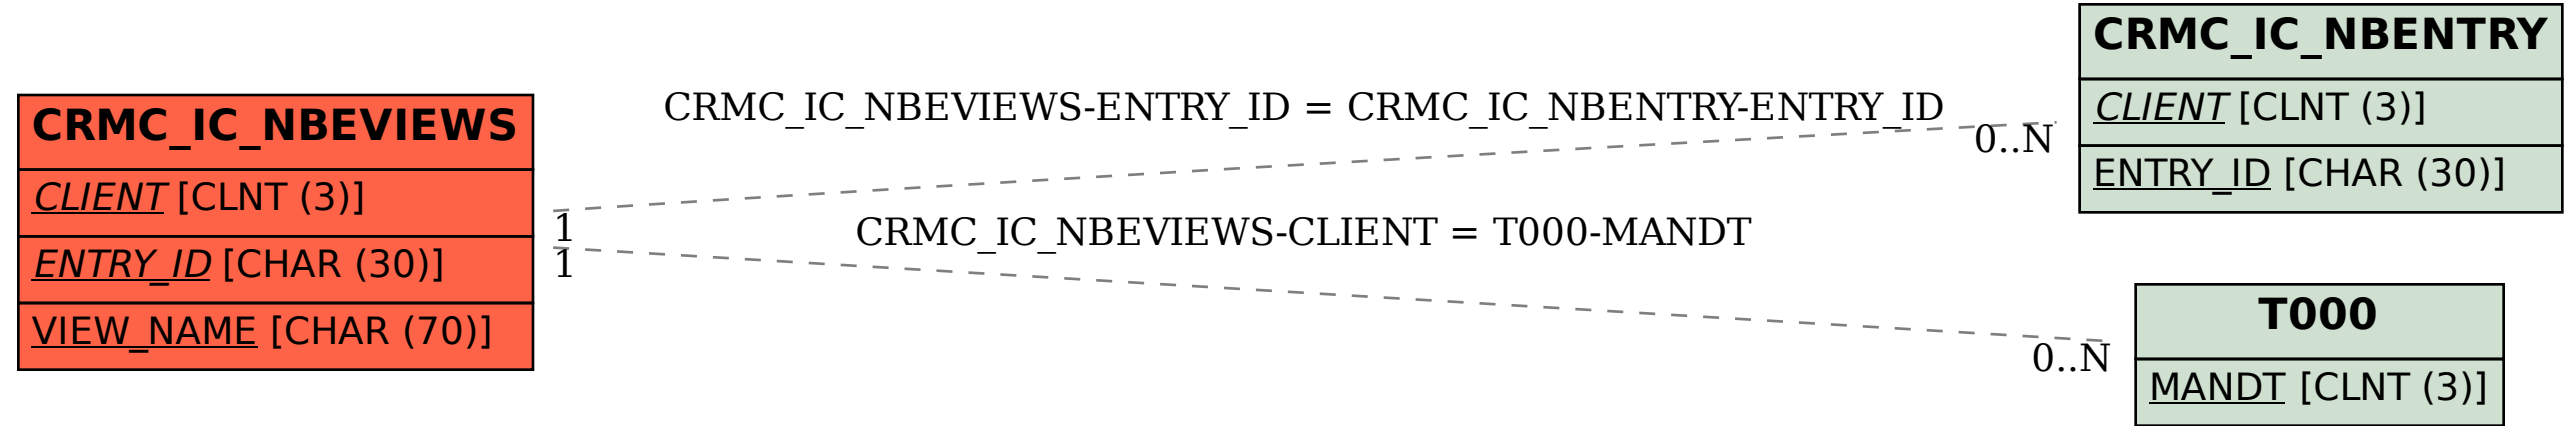 CRMC_IC_NBEVIEWS
CLIENT [CLNT (3)]
ENTRY_ID [CHAR (30)]
VIEW_NAME [CHAR (70)]
CRMC_IC_NBEVIEWS-ENTRY_ID = CRMC_IC_NBENTRY-ENTRY_ID
0..N
1
CRMC_IC_NBEVIEWS-CLIENT = T000-MANDT
1
0..N
CRMC_IC_NBENTRY
CLIENT [CLNT (3)]
ENTRY_ID [CHAR (30)]
T000
MANDT [CLNT (3)]